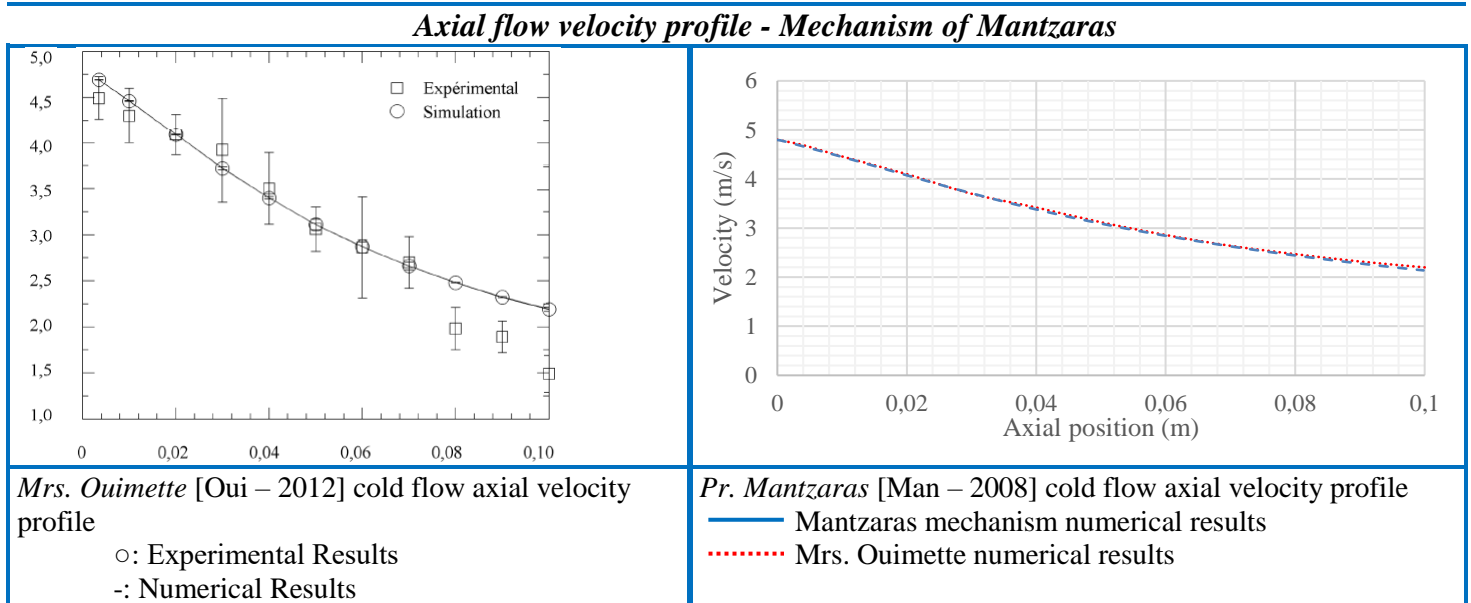 Axial flow velocity profile - Mechanism of Mantzaras
5,0
4,5
4,0
3,5
3,0
2,5
2,0
1,5
1,0
Expérimental
Simulation
0
0,02
0,04
0,06
0,08
0,10
Velocity (m/s)
6
5
4
3
2
1
0
0
0,02
0,04
0,06
0,08
0,1
Axial position (m)
Mrs. Ouimette [Oui – 2012] cold flow axial velocity
profile
○: Experimental Results
-: Numerical Results
Pr. Mantzaras [Man – 2008] cold flow axial velocity profile
Mantzaras mechanism numerical results
Mrs. Ouimette numerical results